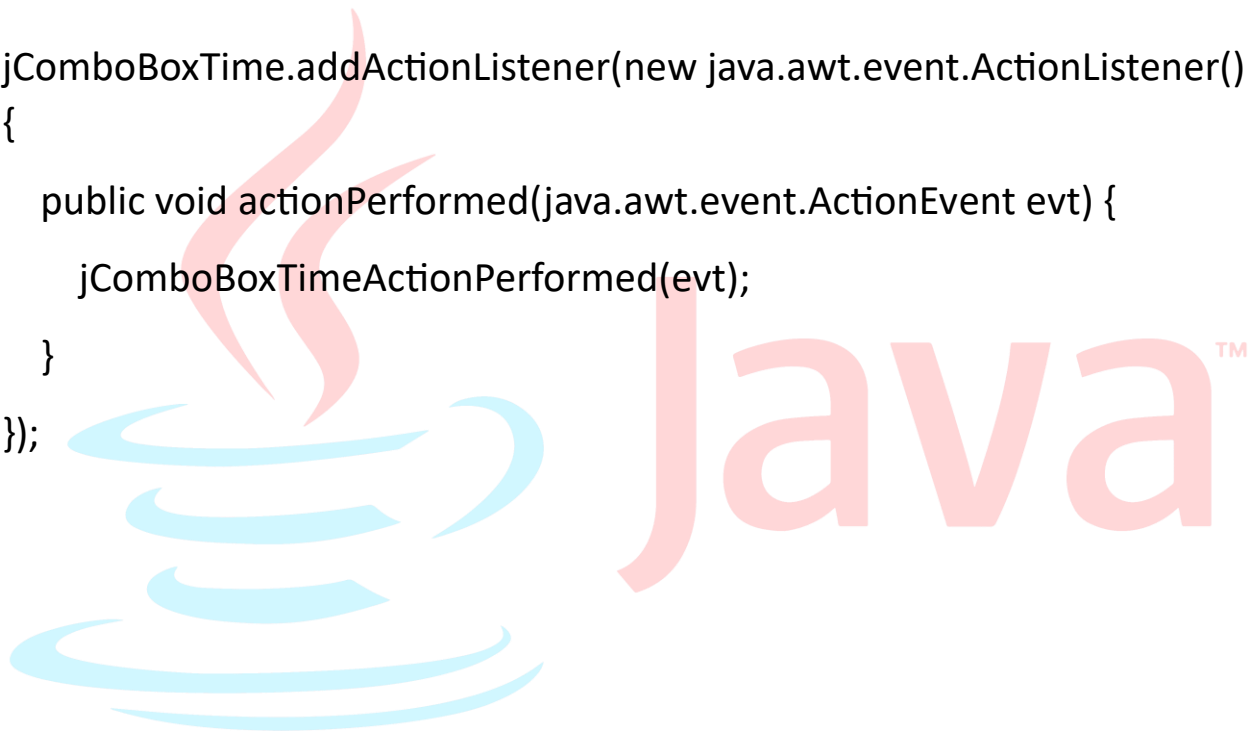 jComboBoxTime.addActionListener(new java.awt.event.ActionListener()
{
public void actionPerformed(java.awt.event.ActionEvent evt) {
jComboBoxTimeActionPerformed(evt);
}
});
Java™